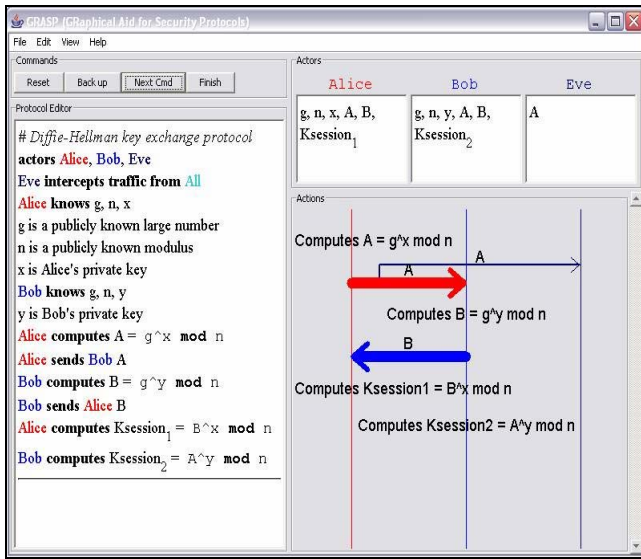 GRASP (GRaphical Aid for Security Protocols)
File Edit View Help
Commands
Reset Back up Next Cmd Finish
Protocol Editor
# Diffie-Hellman key exchange protocol
actors Alice, Bob, Eve
Eve intercepts traffic from All
Alice knows g, n, x
g is a publicly known large number
n is a publicly known modulus
x is Alice's private key
Bob knows g, n, y
y is Bob's private key
Alice computes A = g^x mod n
Alice sends Bob A
Bob computes B = g^y mod n
Bob sends Alice B
Alice computes Ksession1 = B^x mod n
Bob computes Ksession2 = A^y mod n
Actors
Alice Bob Eve
g, n, x, A, B,
Ksession1
g, n, y, A, B,
Ksession2
A
Actions
Computes A = g^x mod n
A
A
Computes B = g^y mod n
B
Computes Ksession1 = B^x mod n
Computes Ksession2 = A^y mod n